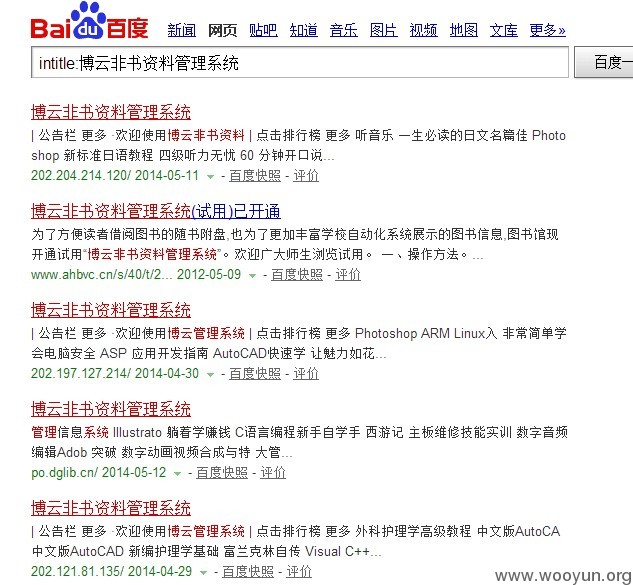 Bai du 百度 新闻 网页 贴吧 知道 音乐 图片 视频 地图 文库 更多»
intitle:博云非书资料管理系统 百度一
博云非书资料管理系统
| 公告栏 更多 ·欢迎使用博云非书资料 | 点击排行榜 更多 听音乐 一生必读的日文名篇佳 Photo
shop 新标准日语教程 四级听力无忧 60 分钟开口说...
202.204.214.120/ 2014-05-11 - 百度快照 - 评价
博云非书资料管理系统(试用)已开通
为了方便读者借阅图书的随书附盘,也为了更加丰富学校自动化系统展示的图书信息,图书馆现
开通试用“博云非书资料管理系统”。欢迎广大师生浏览试用。 一、操作方法。...
www.ahbvc.cn/s/40/t/2... 2012-05-09 - 百度快照 - 评价
博云非书资料管理系统
| 公告栏 更多 ·欢迎使用博云管理系统 | 点击排行榜 更多 Photoshop ARM Linux入 非常简单学
会电脑安全 ASP 应用开发指南 AutoCAD快速学 让魅力如花...
202.197.127.214/ 2014-04-30 - 百度快照 - 评价
博云非书资料管理系统
管理信息系统 Illustrato 躺着学赚钱 C语言编程新手自学手 西游记 主板维修技能实训 数字音频
编辑Adob 突破 数字动画视频合成与特 大管...
po.dglib.cn/ 2014-05-12 - 百度快照 - 评价
博云非书资料管理系统
| 公告栏 更多 ·欢迎使用博云管理系统 | 点击排行榜 更多 外科护理学高级教程 中文版AutoCA
中文版AutoCAD 新编护理学基础 富兰克林自传 Visual C++...
202.121.81.135/ 2014-04-29 - 百度快照 - 评价
www.wooyun.org